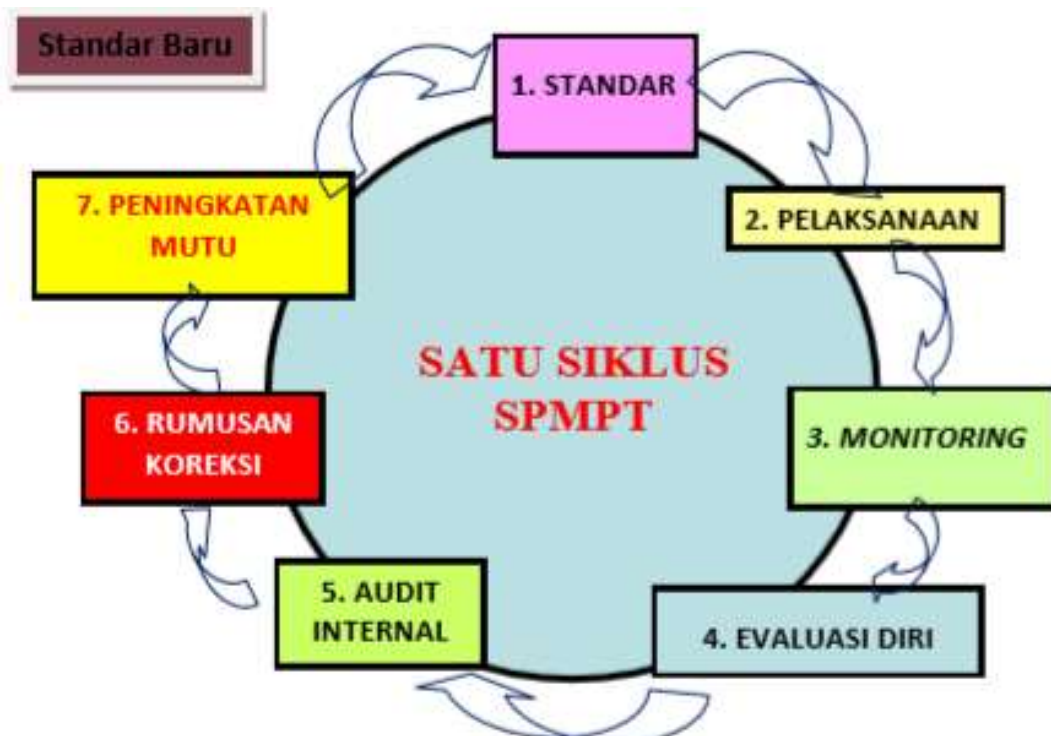 Standar Baru
1. STANDAR
2. PELAKSANAAN
3. MONITORING
4. EVALUASI DIRI
5. AUDIT
INTERNAL
6. RUMUSAN
KOREKSI
7. PENINGKATAN
MUTU
SATU SIKLUS
SPMPT